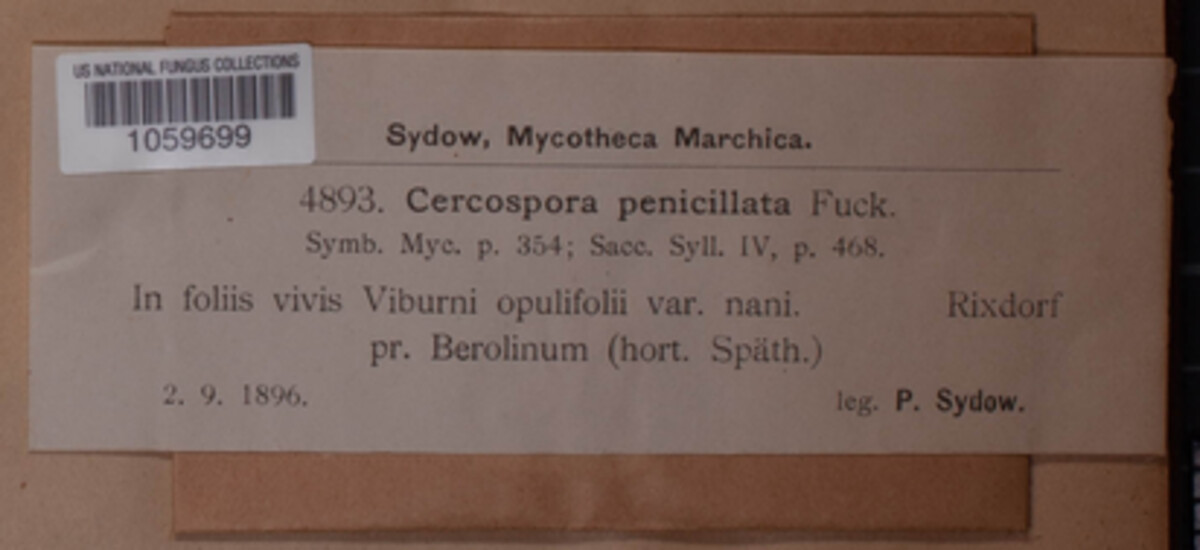 US NATIONAL FUNGUS COLLECTIONS
1059699
Sydow, Mycotheca Marchica.
4893. Cercospora penicillata Fuck.
Symb. Myc. p. 354; Sacc. Syll. IV, p. 468.
In foliis vivis Viburni opulifolii var. nani. Rixdorf
pr. Berolinum (hort. Späth.)
2. 9. 1896. leg. P. Sydow.